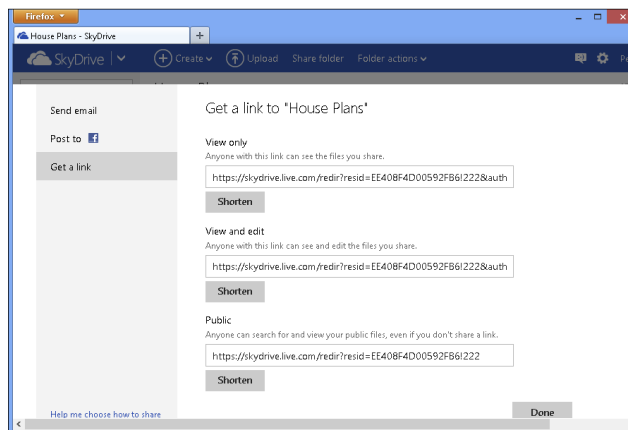 Firefox
House Plans - SkyDrive
SkyDrive Create Upload Share folder Folder actions Pe
Send email
Post to
Get a link
Get a link to "House Plans"
View only
Anyone with this link can see the files you share.
https://skydrive.live.com/redir?resid=EE408F4D00592FB6!222&auth
Shorten
View and edit
Anyone with this link can see and edit the files you share.
https://skydrive.live.com/redir?resid=EE408F4D00592FB6!222&auth
Shorten
Public
Anyone can search for and view your public files, even if you don't share a link.
https://skydrive.live.com/redir?resid=EE408F4D00592FB6!222
Shorten
Help me choose how to share
Done